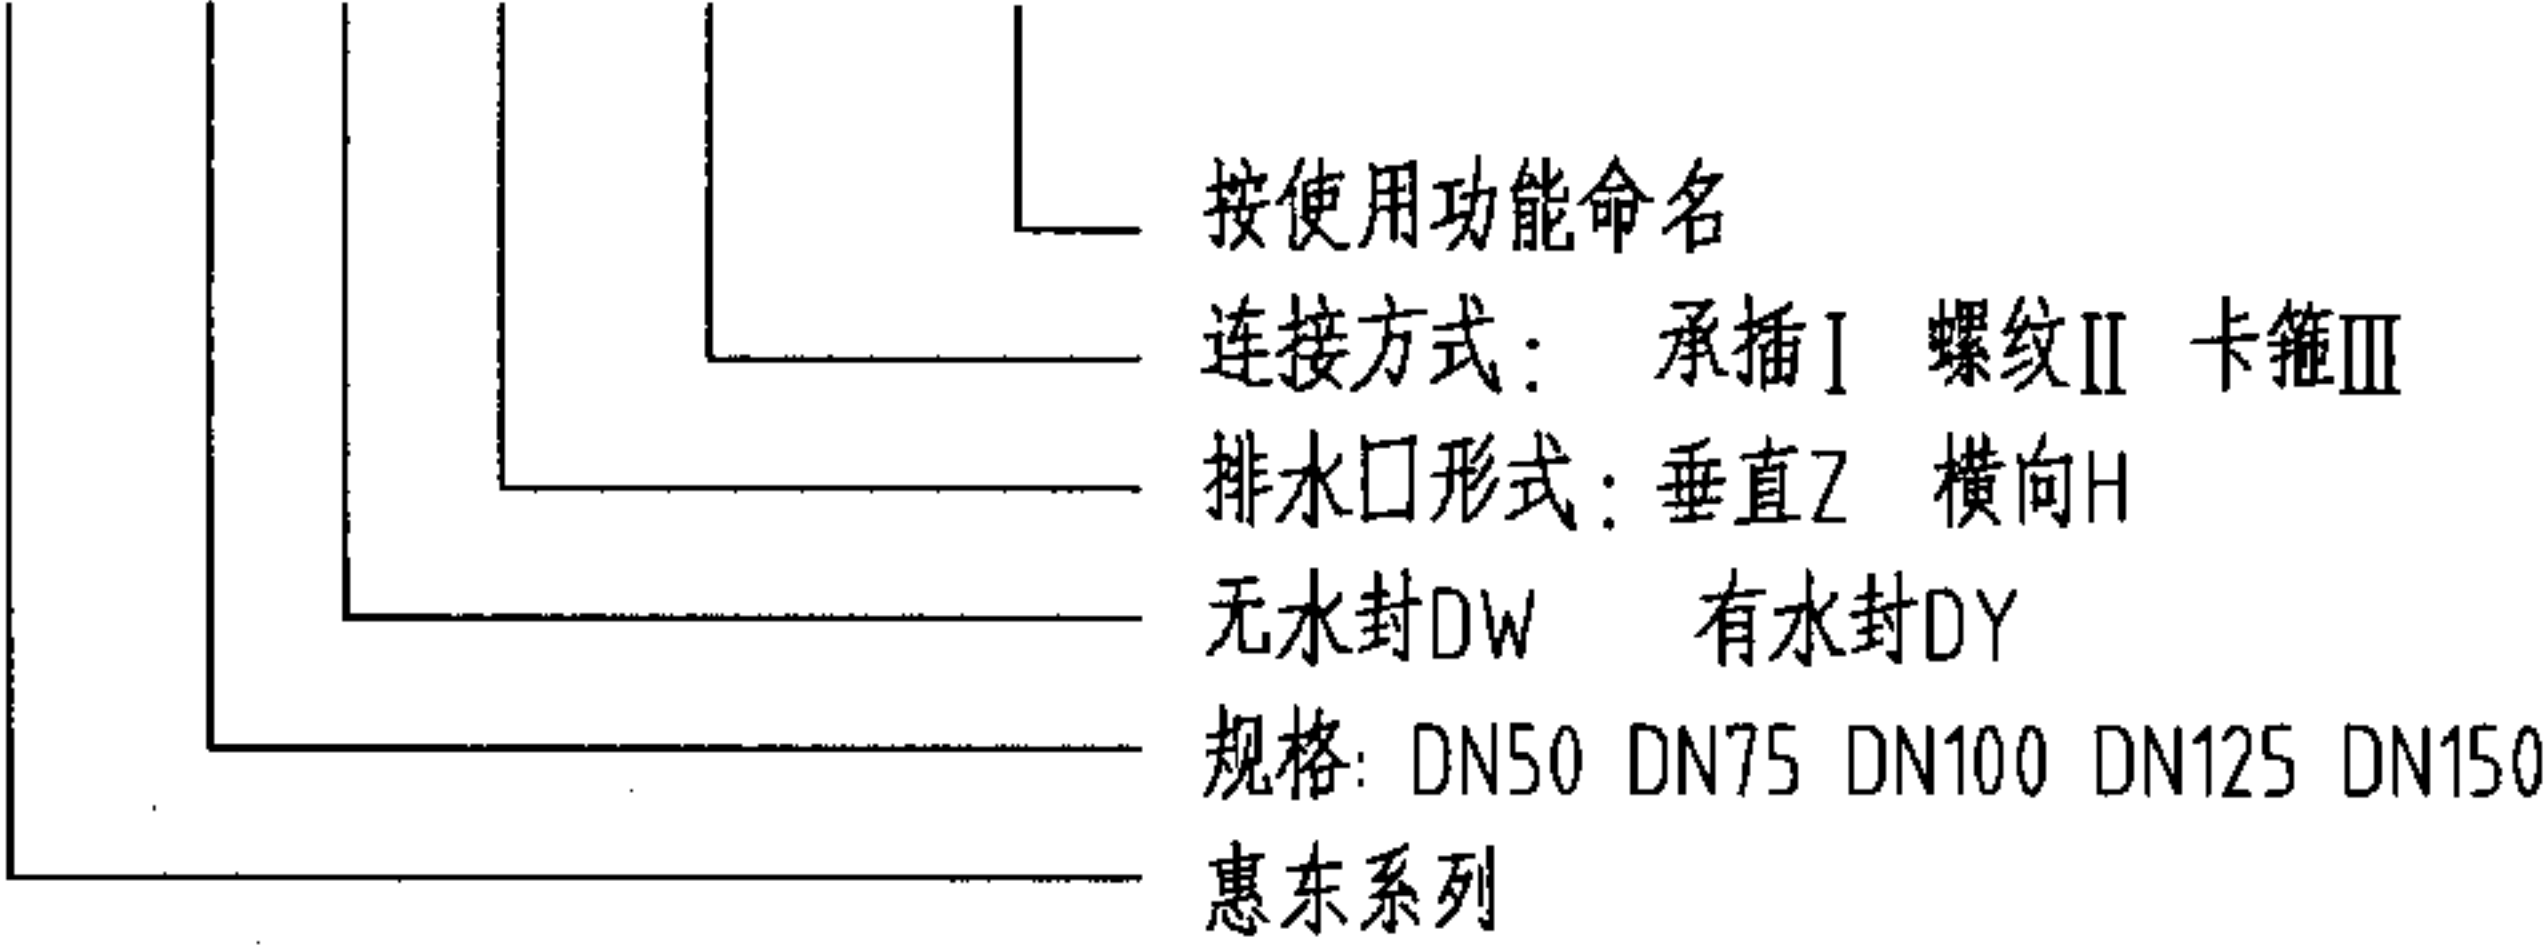 按使用功能命名
连接方式： 承插Ⅰ 螺纹Ⅱ 卡箍Ⅲ
排水口形式：垂直Z 横向H
无水封DW 有水封DY
规格: DN50 DN75 DN100 DN125 DN150
惠东系列